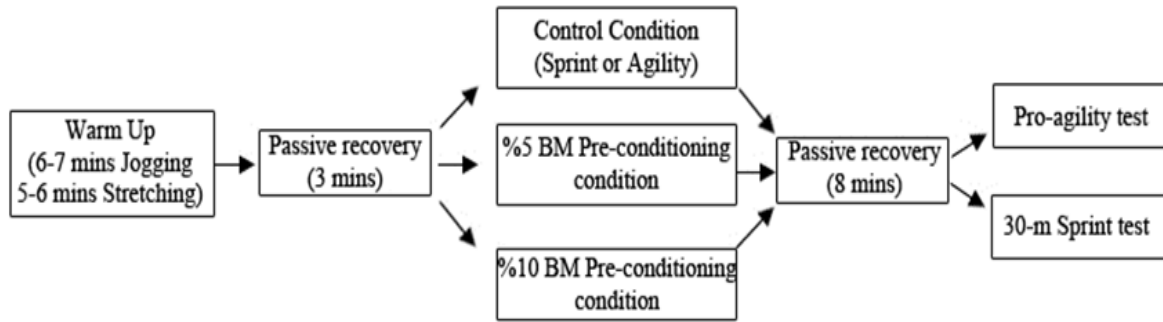 Warm Up
(6-7 mins Jogging
5-6 mins Stretching)
Passive recovery
(3 mins)
Control Condition
(Sprint or Agility)
%5 BM Pre-conditioning
condition
%10 BM Pre-conditioning
condition
Passive recovery
(8 mins)
Pro-agility test
30-m Sprint test